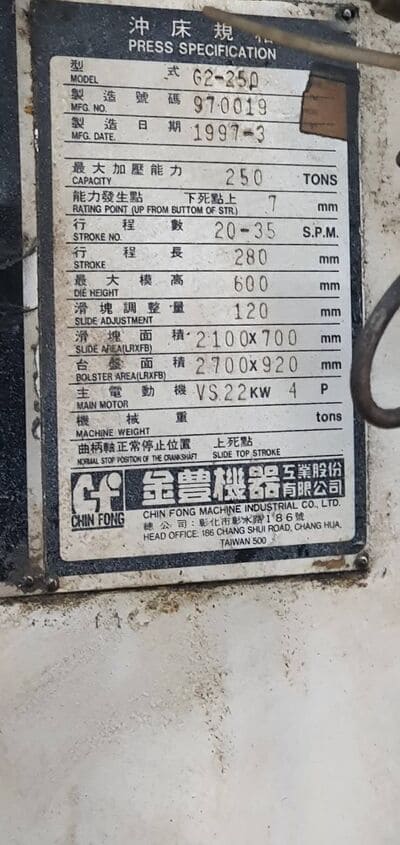 沖床規格
PRESS SPECIFICATION
型式 G2-250
MODEL
製造號碼 970019
MFG. NO.
製造日期 1997-3
MFG. DATE.
最大加壓能力 250 TONS
CAPACITY
能力發生點 下死點上 7 mm
RATING POINT (UP FROM BUTTOM OF STR.)
行程數 20-35 S.P.M.
STROKE NO.
行程長 280 mm
STROKE
最大模高 600 mm
DIE HEIGHT
滑塊調整量 120 mm
SLIDE ADJUSTMENT
滑塊面積 2100X700 mm
SLIDE AREA(LRXFB)
台盤面積 2700X920 mm
BOLSTER AREA(LRXFB)
主電動機 VS.22KW 4 P
MAIN MOTOR
機械重 tons
MACHINE WEIGHT
曲柄軸正常停止位置 上死點
NORMAL STOP POSITION OF THE CRANKSHAFT SLIDE TOP STROKE
CHIN FONG
金豊機器 工業股份有限公司
CHIN FONG MACHINE INDUSTRIAL CO., LTD.
總公司:彰化市彰水路186號
HEAD OFFICE: 186 CHANG SHUI ROAD, CHANG HUA,
TAIWAN 500